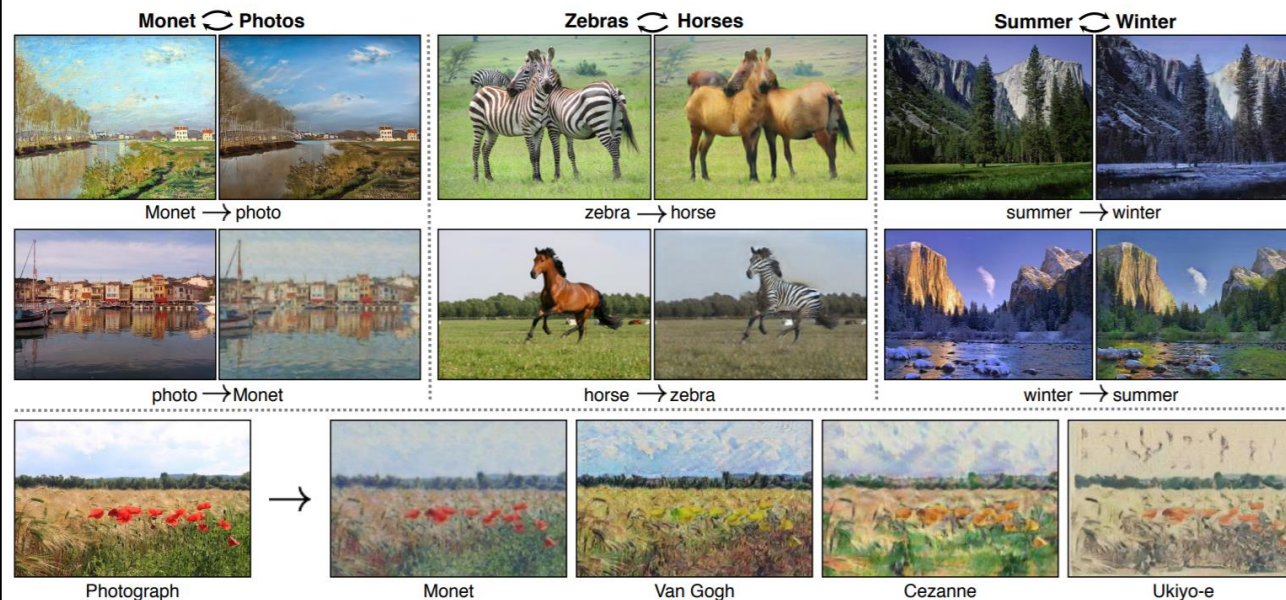 Monet ⇄ Photos
Zebras ⇄ Horses
Summer ⇄ Winter
Monet → photo
zebra → horse
summer → winter
photo → Monet
horse → zebra
winter → summer
→
Photograph
Monet
Van Gogh
Cezanne
Ukiyo-e